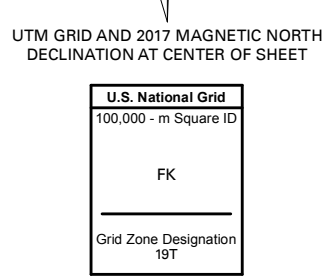 UTM GRID AND 2017 MAGNETIC NORTH
DECLINATION AT CENTER OF SHEET
U.S. National Grid
100,000 - m Square ID
FK
Grid Zone Designation
19T